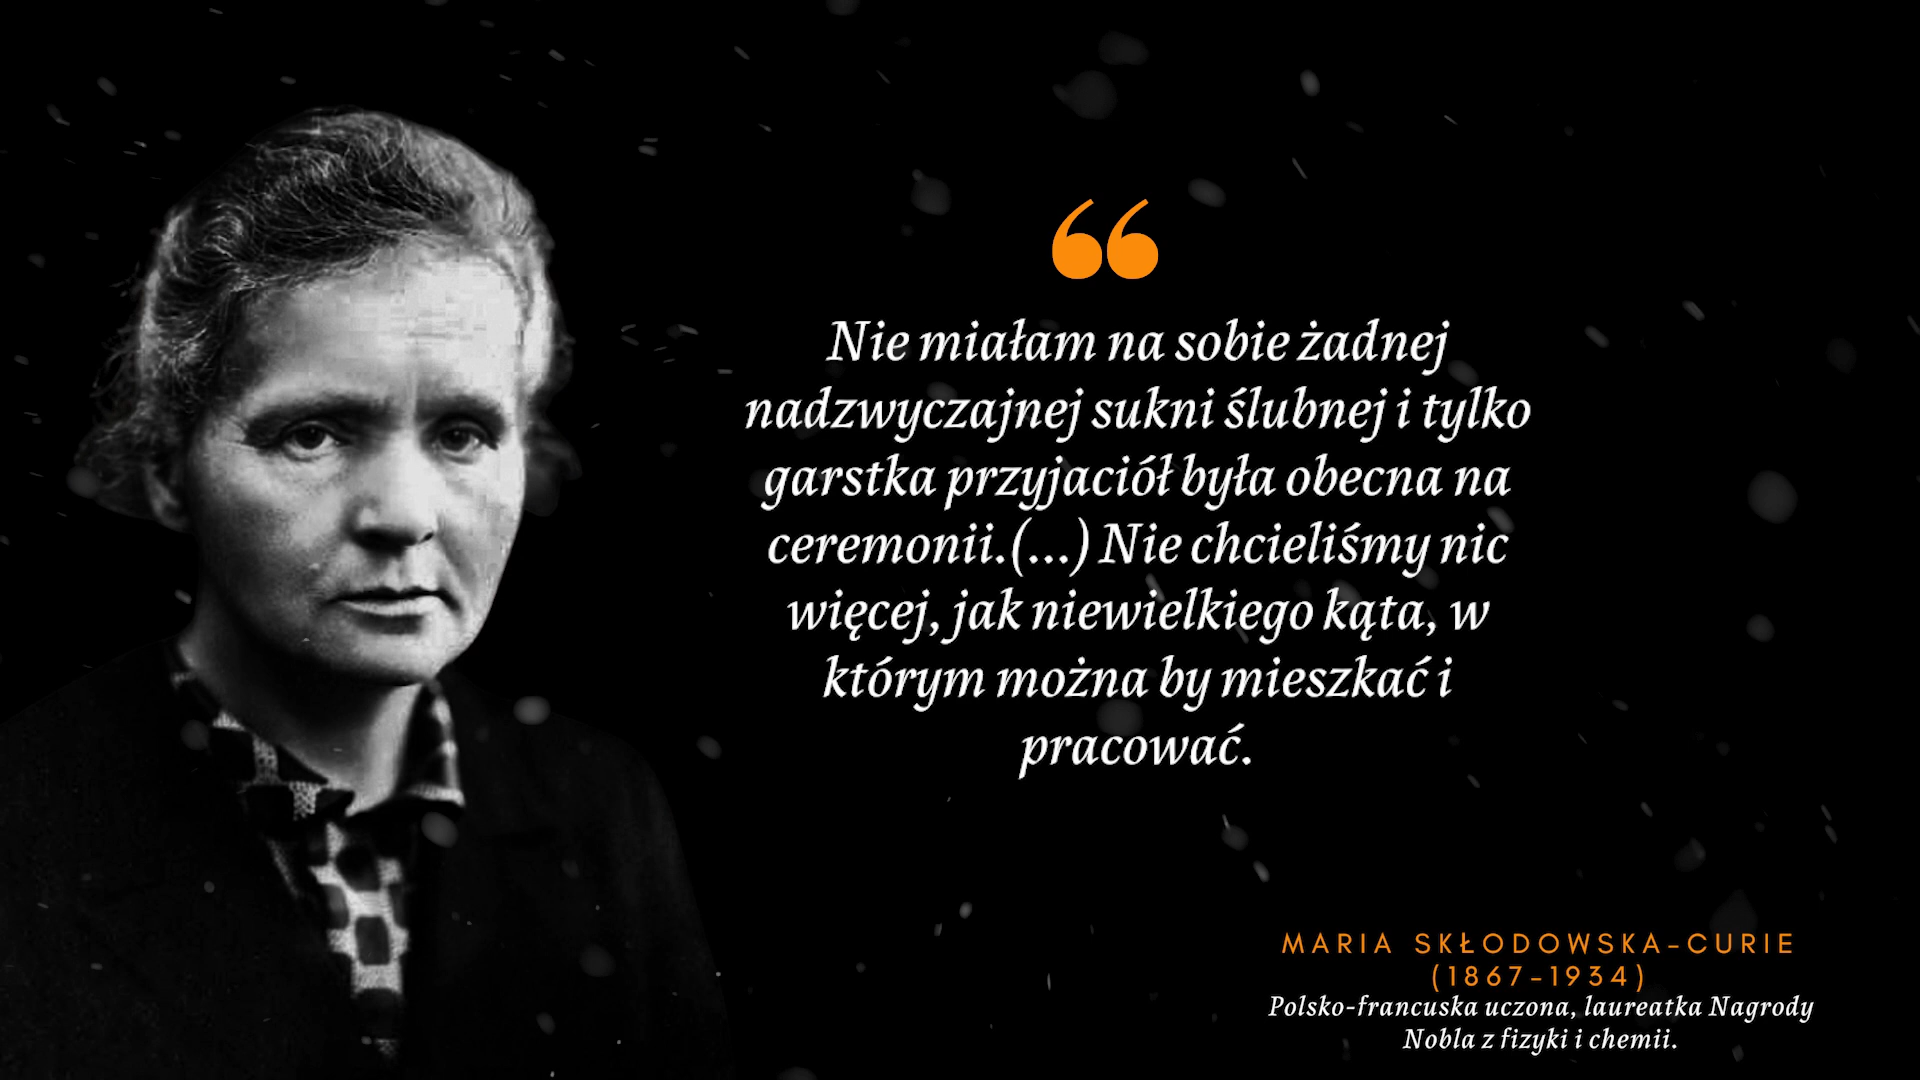 “
Nie miałam na sobie żadnej
nadzwyczajnej sukni ślubnej i tylko
garstka przyjaciół była obecna na
ceremonii.(...) Nie chcieliśmy nic
więcej, jak niewielkiego kąta, w
którym można by mieszkać i
pracować.
MARIA SKŁODOWSKA-CURIE
(1867-1934)
Polsko-francuska uczona, laureatka Nagrody
Nobla z fizyki i chemii.